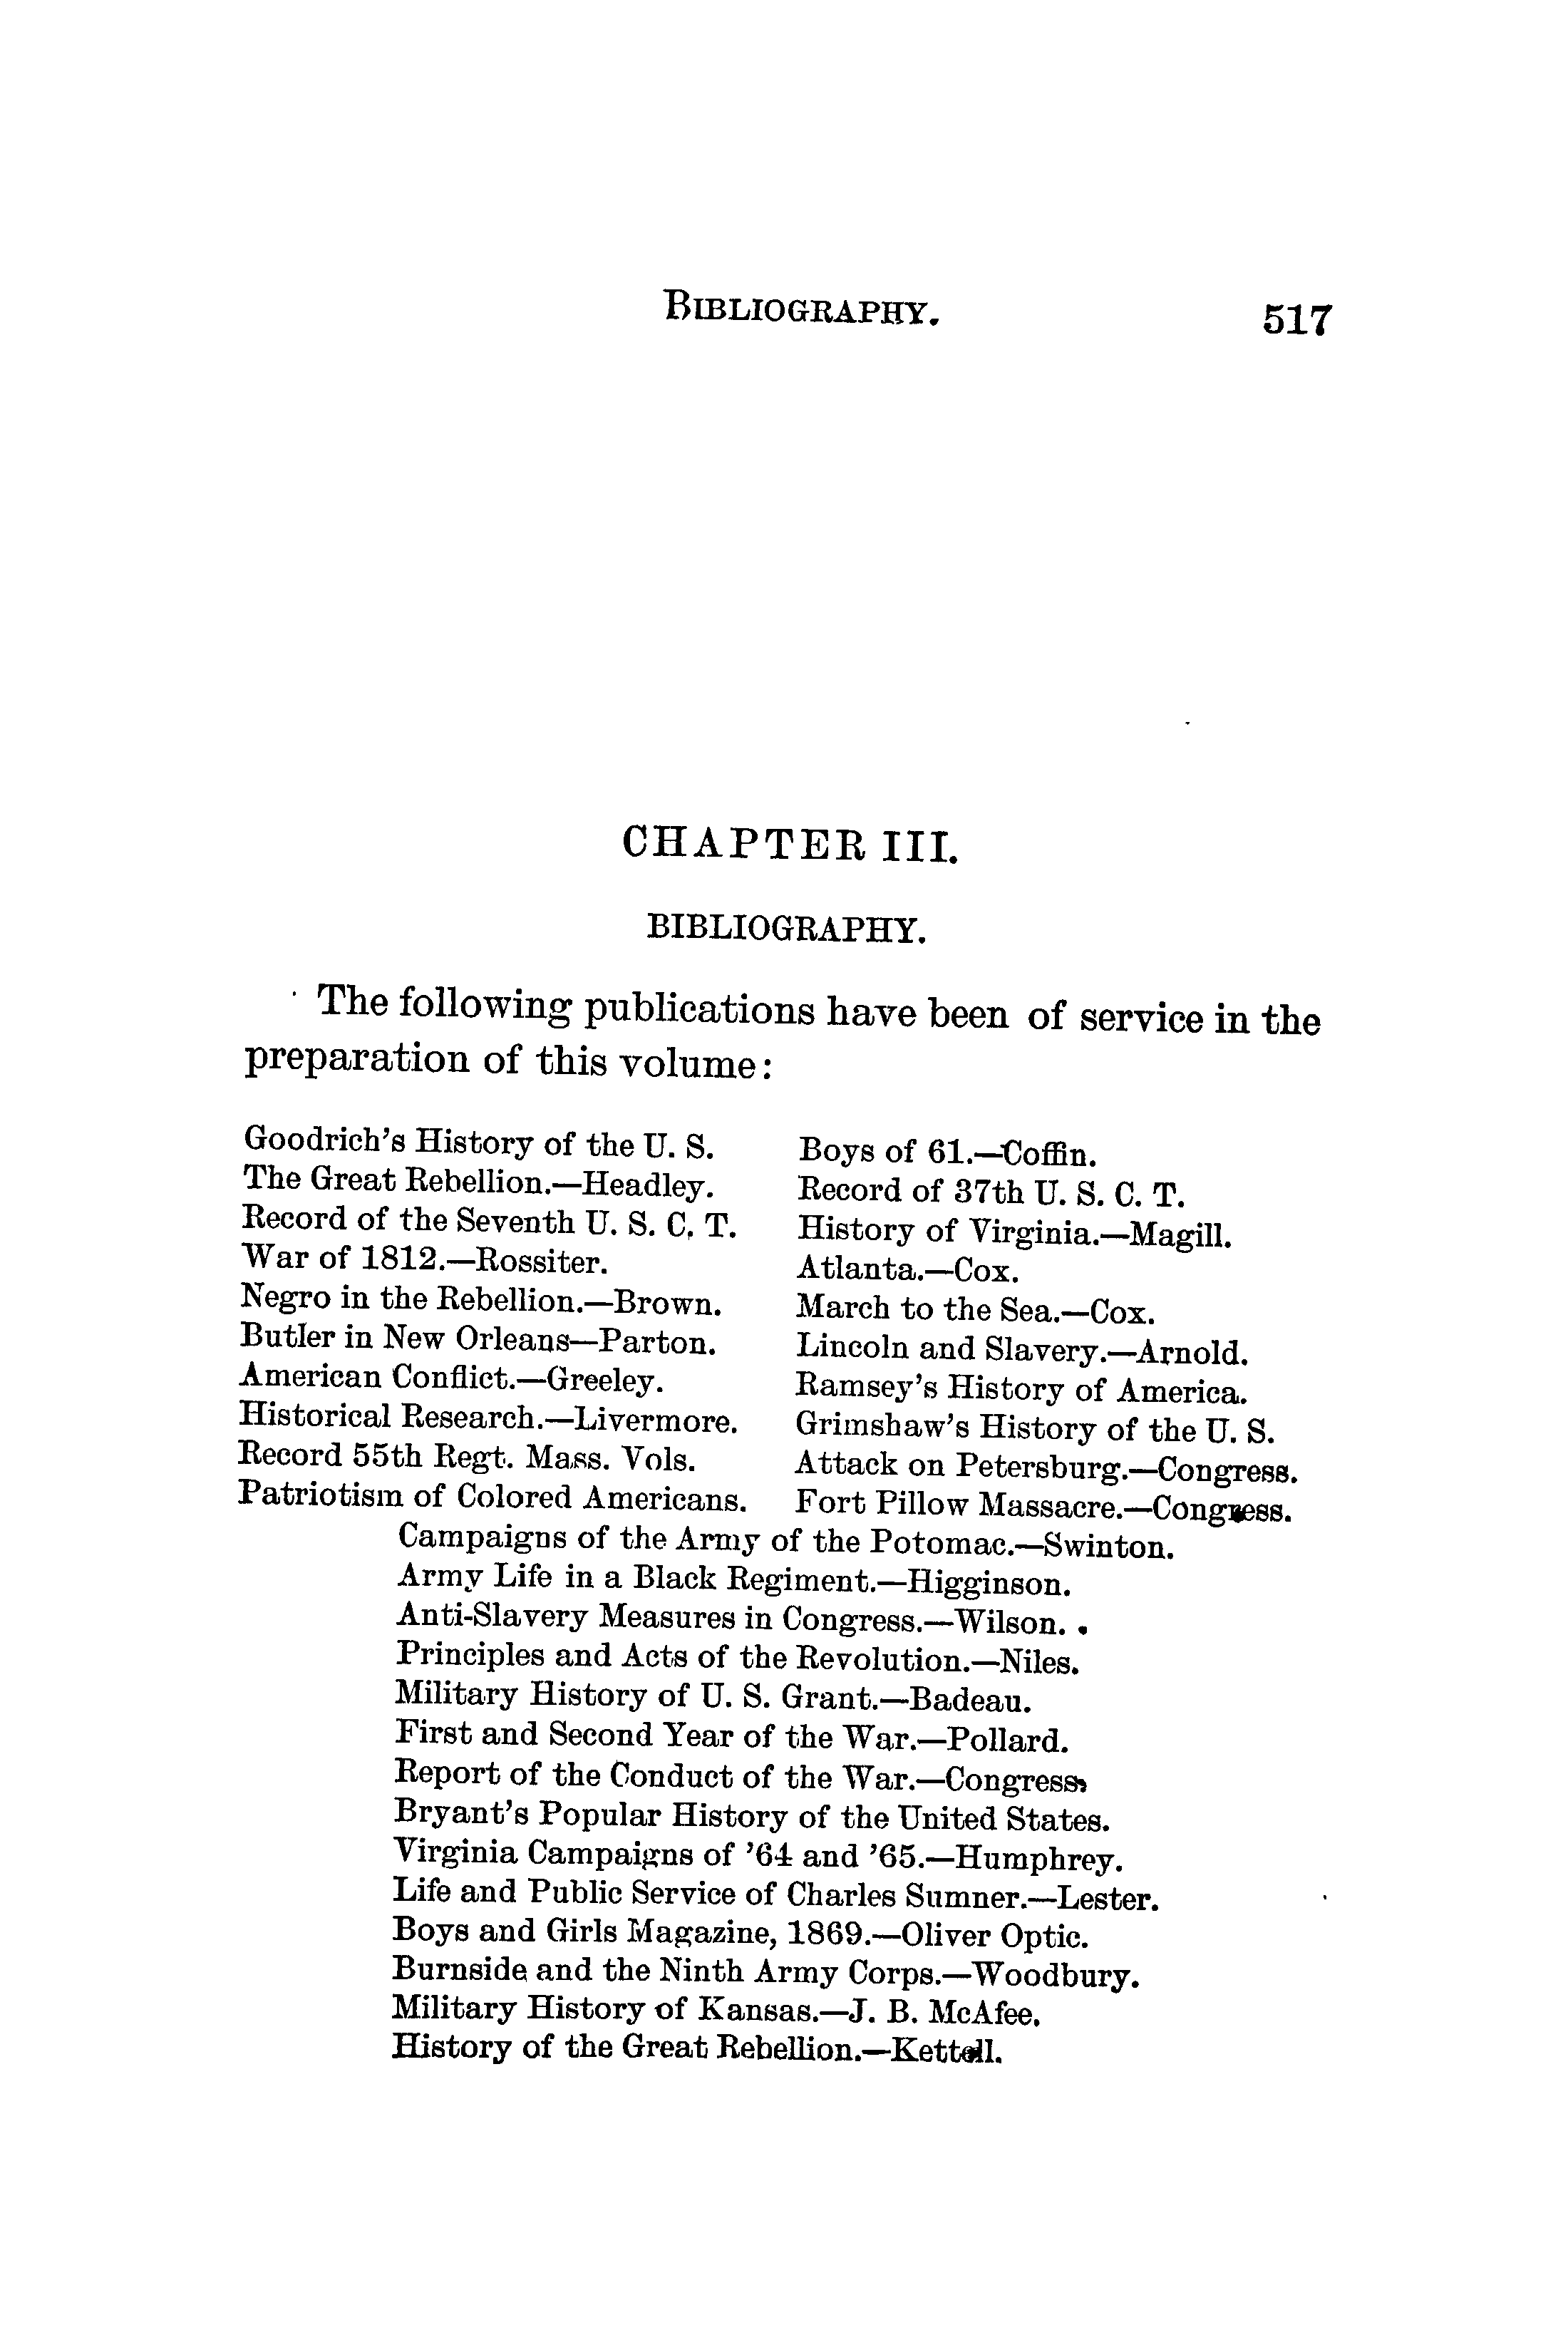 BIBLIOGRAPHY. 517
CHAPTER III.
BIBLIOGRAPHY.
The following publications have been of service in the
preparation of this volume:
Goodrich's History of the U. S.
The Great Rebellion.—Headley.
Record of the Seventh U. S. C. T.
War of 1812.—Rossiter.
Negro in the Rebellion.—Brown.
Butler in New Orleans—Parton.
American Conflict.—Greeley.
Historical Research.—Livermore.
Record 55th Regt. Mass. Vols.
Patriotism of Colored Americans.
Boys of 61.—Coffin.
Record of 37th U. S. C. T.
History of Virginia.—Magill.
Atlanta.—Cox.
March to the Sea.—Cox.
Lincoln and Slavery.—Arnold.
Ramsey's History of America.
Grimshaw's History of the U. S.
Attack on Petersburg.—Congress.
Fort Pillow Massacre.—Congress.
Campaigns of the Army of the Potomac.—Swinton.
Army Life in a Black Regiment.—Higginson.
Anti-Slavery Measures in Congress.—Wilson.
Principles and Acts of the Revolution.—Niles.
Military History of U. S. Grant.—Badeau.
First and Second Year of the War.—Pollard.
Report of the Conduct of the War.—Congress.
Bryant's Popular History of the United States.
Virginia Campaigns of '64 and '65.—Humphrey.
Life and Public Service of Charles Sumner.—Lester.
Boys and Girls Magazine, 1869.—Oliver Optic.
Burnside and the Ninth Army Corps.—Woodbury.
Military History of Kansas.—J. B. McAfee.
History of the Great Rebellion.—Kettell.